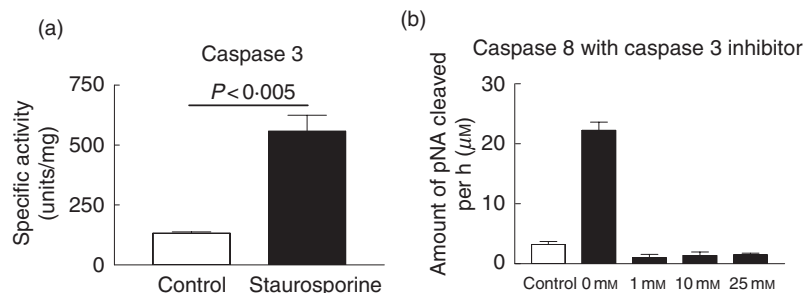 (a)
Caspase 3
Specific activity
(units/mg)
750
500
250
0
P<0·005
Control Staurosporine
(b)
Caspase 8 with caspase 3 inhibitor
Amount of pNA cleaved
per h (μM)
30
20
10
0
Control 0 mM 1 mM 10 mM 25 mM